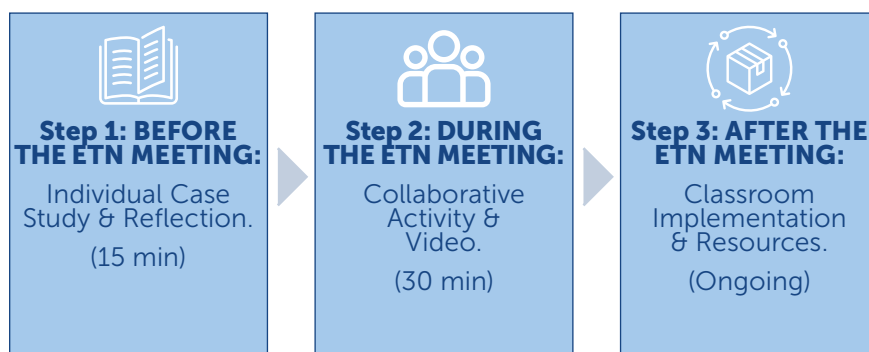 Step 1: BEFORE
THE ETN MEETING:
Individual Case
Study & Reflection.
(15 min)
Step 2: DURING
THE ETN MEETING:
Collaborative
Activity &
Video.
(30 min)
Step 3: AFTER THE
ETN MEETING:
Classroom
Implementation
& Resources.
(Ongoing)